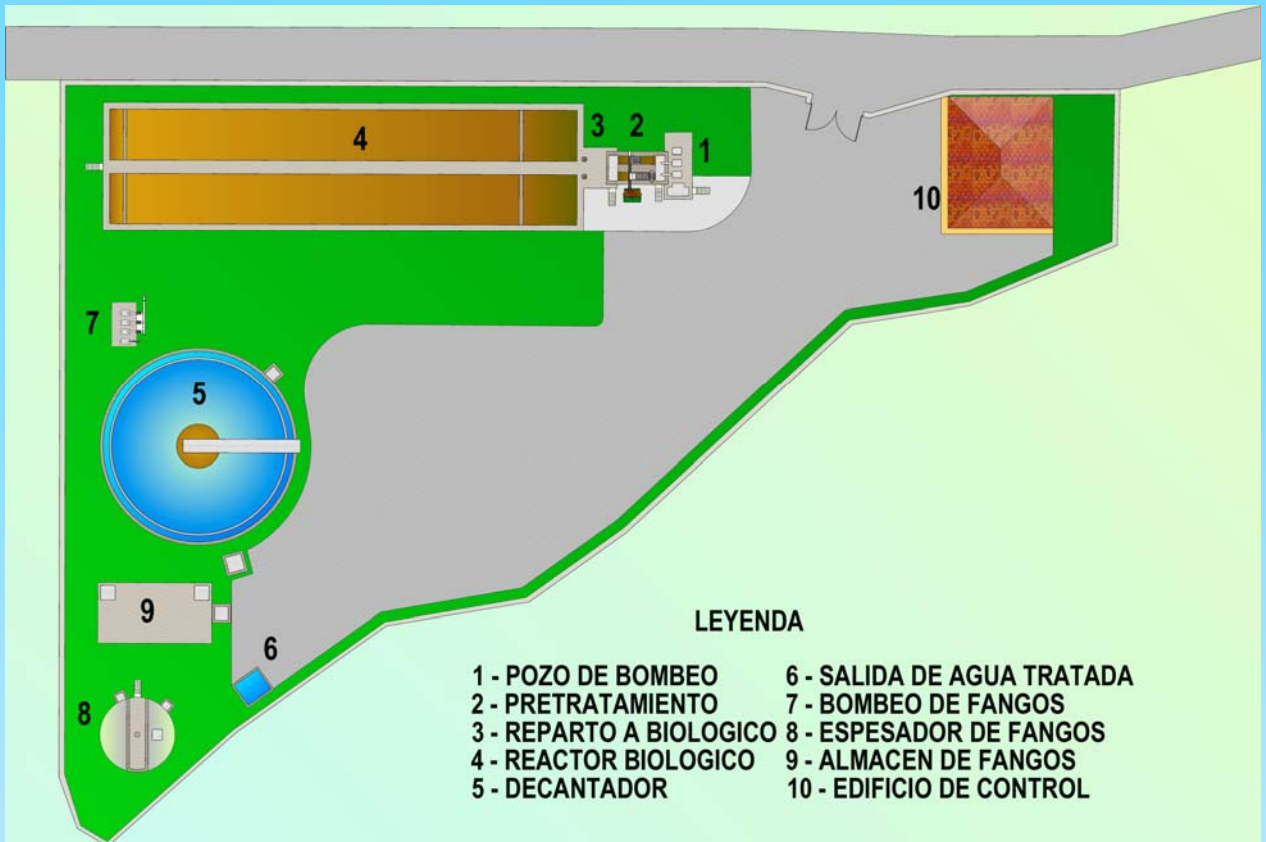 4
3
2
1
10
7
5
9
6
8
LEYENDA
1 - POZO DE BOMBEO
2 - PRETRATAMIENTO
3 - REPARTO A BIOLOGICO
4 - REACTOR BIOLOGICO
5 - DECANTADOR
6 - SALIDA DE AGUA TRATADA
7 - BOMBEO DE FANGOS
8 - ESPESADOR DE FANGOS
9 - ALMACEN DE FANGOS
10 - EDIFICIO DE CONTROL